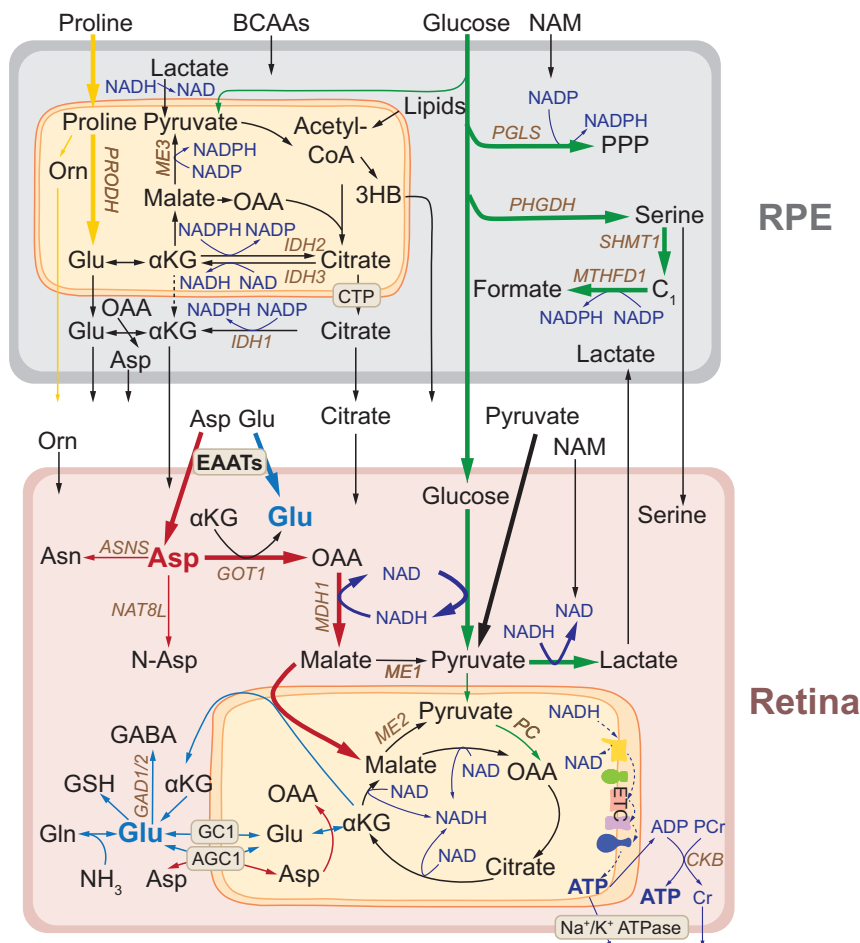 Proline BCAAs Glucose NAM
Lactate
NADH NAD
Lipids
NADP
NADPH
PGLS
PPP
Proline Pyruvate Acetyl-
CoA
Orn
PRODH
ME3
NADPH
NADP
3HB
Malate OAA
PHGDH
Serine
RPE
SHMT1
NADPH NADP
IDH2
Glu αKG Citrate
IDH3
NADH NAD
CTP
MTHFD1
Formate C1
NADPH NADP
OAA
NADPH NADP
Glu αKG Citrate
IDH1
Asp
Lactate
Asp Glu Citrate Pyruvate
Orn
NAM
EAATs
Glucose
αKG Glu
Serine
ASNS
Asn Asp OAA
GOT1
NAD
MDH1
NADH
NAT8L
NAD
NADH
N-Asp Malate Pyruvate Lactate
ME1
Retina
Pyruvate
NADH
ME2
PC
GABA
NAD
Malate OAA
NAD
GSH
GAD1/2
αKG
NAD
ETC
OAA
NADH
Gln Glu GC1 Glu αKG
ADP PCr
AGC1
NAD
CKB
NH3
Asp Asp
Citrate
ATP ATP Cr
Na+/K+ ATPase